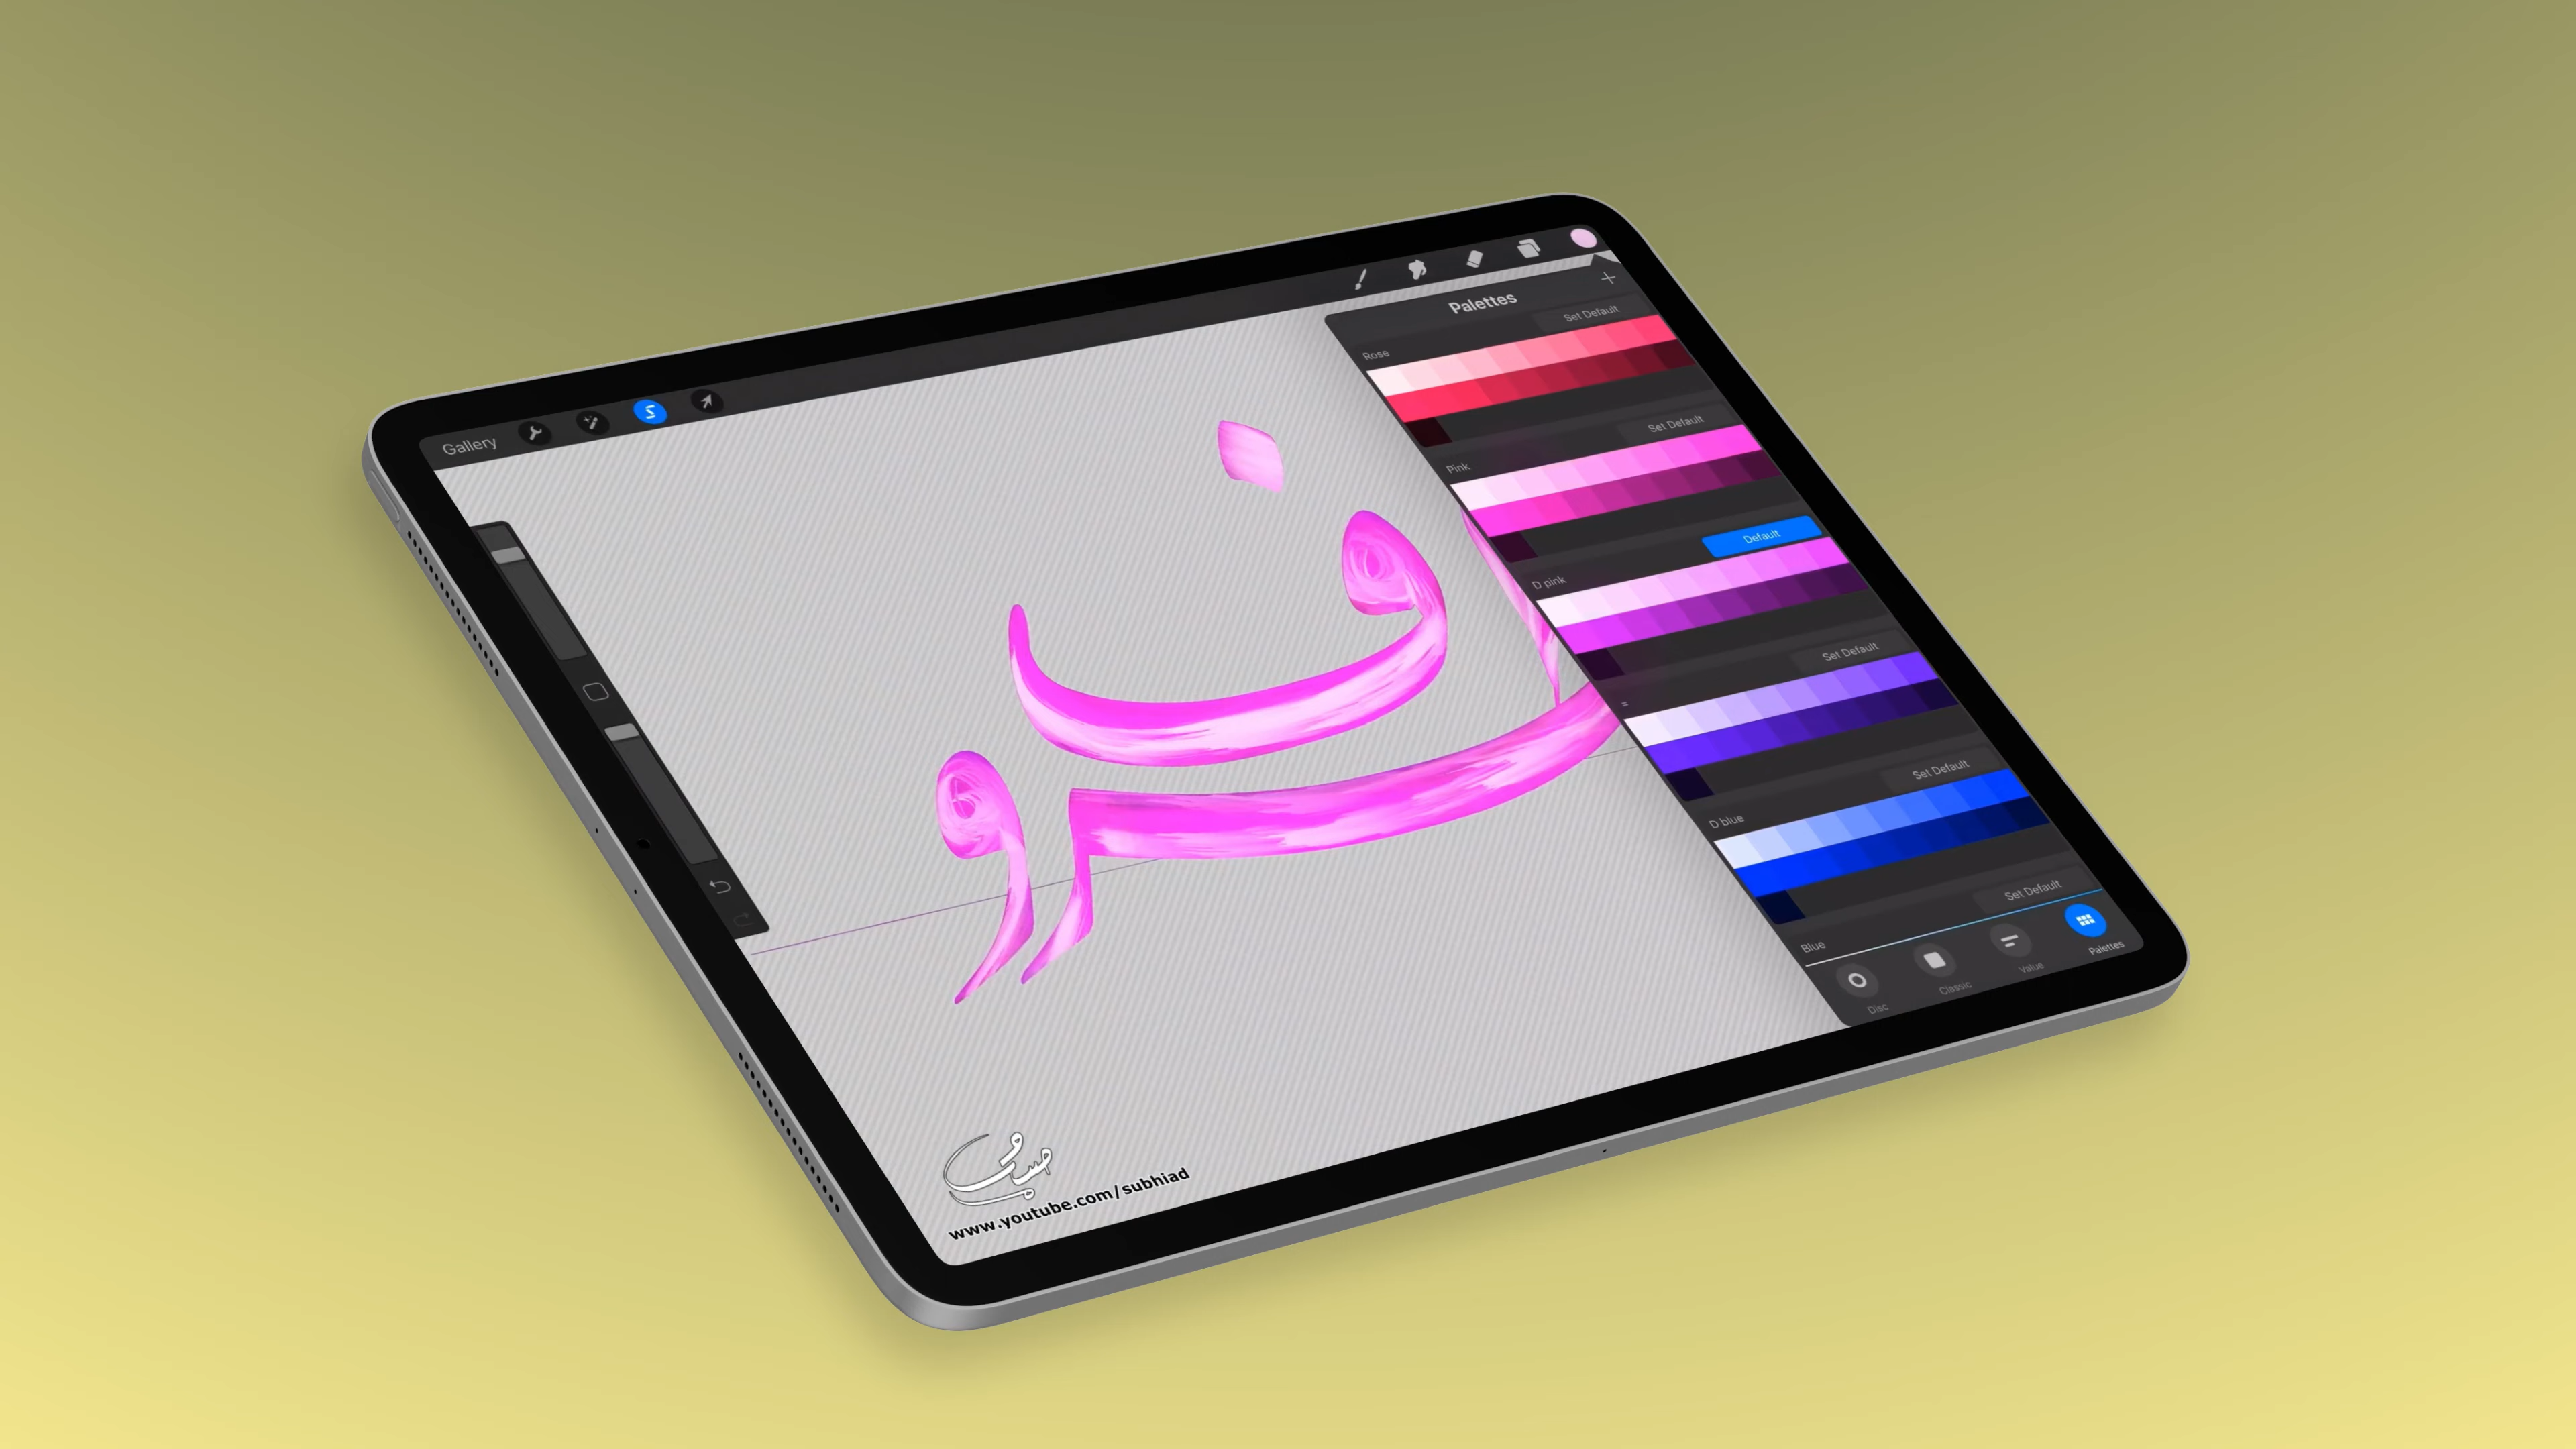 Gallery
Palettes
Set Default
Rose
Set Default
Pink
Default
D pink
Set Default
=
Set Default
D blue
Set Default
Blue
Disc
Classic
Value
Palettes
www.youtube.com/subhiad